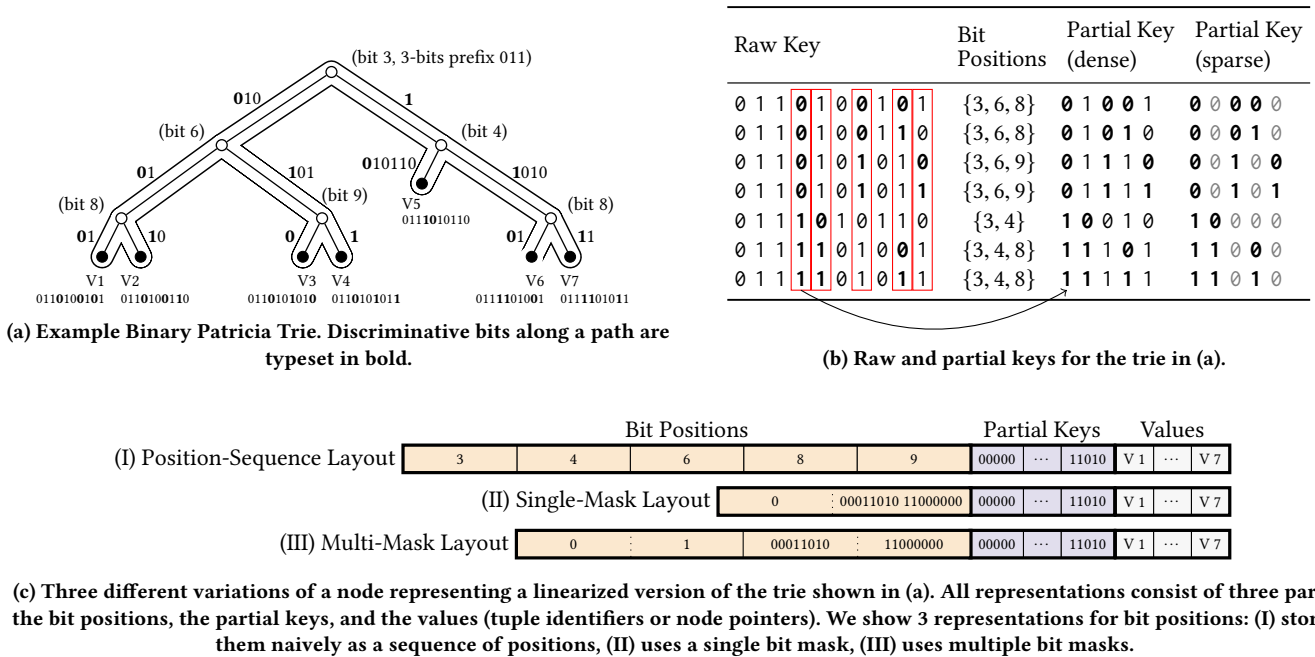 (bit 3, 3-bits prefix 011)
010
1
(bit 6)
(bit 4)
01
101
010110
1010
(bit 8)
(bit 9)
V5
01110010110
(bit 8)
01
10
0
1
01
11
V1
V2
V3
V4
V6
V7
0110100101
0110100110
0110101010
0110101011
0111101001
0111101011
(a) Example Binary Patricia Trie. Discriminative bits along a path are
typeset in bold.
Raw Key
Bit
Positions
Partial Key
(dense)
Partial Key
(sparse)
0 1 1 0 1 0 0 1 0 1 {3, 6, 8} 0 1 0 0 1 0 0 0 0 0
0 1 1 0 1 0 0 1 1 0 {3, 6, 8} 0 1 0 1 0 0 0 0 1 0
0 1 1 0 1 0 1 0 1 0 {3, 6, 9} 0 1 1 1 0 0 0 1 0 0
0 1 1 0 1 0 1 0 1 1 {3, 6, 9} 0 1 1 1 1 0 0 1 0 1
0 1 1 1 0 1 0 1 1 0 {3, 4} 1 0 0 1 0 1 0 0 0 0
0 1 1 1 1 0 1 0 0 1 {3, 4, 8} 1 1 1 0 1 1 1 0 0 0
0 1 1 1 1 0 1 0 1 1 {3, 4, 8} 1 1 1 1 1 1 1 0 1 0
(b) Raw and partial keys for the trie in (a).
Bit Positions Partial Keys Values
(I) Position-Sequence Layout 3 4 6 8 9 00000 ··· 11010 V 1 ··· V 7
(II) Single-Mask Layout 0 00011010 11000000 00000 ··· 11010 V 1 ··· V 7
(III) Multi-Mask Layout 0 1 00011010 11000000 00000 ··· 11010 V 1 ··· V 7
(c) Three different variations of a node representing a linearized version of the trie shown in (a). All representations consist of three par
the bit positions, the partial keys, and the values (tuple identifiers or node pointers). We show 3 representations for bit positions: (I) stor
them naively as a sequence of positions, (II) uses a single bit mask, (III) uses multiple bit masks.